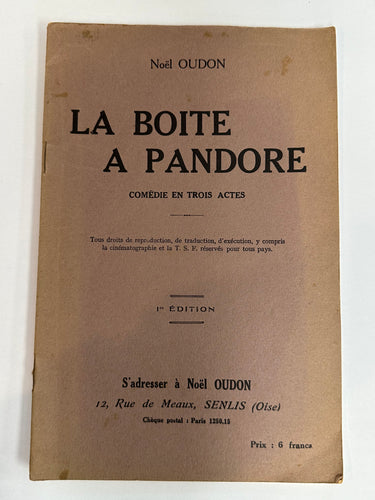 Noël OUDON
LA BOITE
A PANDORE
COMÉDIE EN TROIS ACTES
Tous droits de reproduction, de traduction, d'exécution, y compris
la cinématographie et la T. S. F. réservés pour tous pays.
1re ÉDITION
S'adresser à Noël OUDON
12, Rue de Meaux, SENLIS (Oise)
Chèque postal : Paris 1250.15
Prix : 6 francs